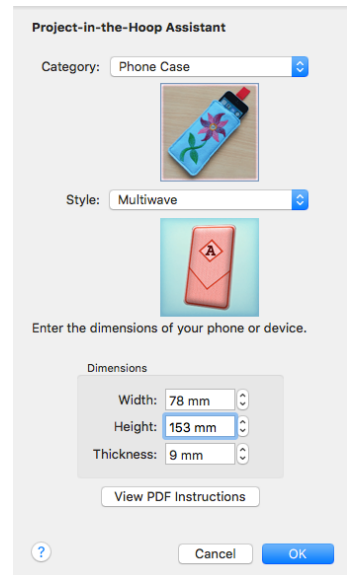 Project-in-the-Hoop Assistant
Category: Phone Case
Style: Multiwave
A
Enter the dimensions of your phone or device.
Dimensions
Width: 78 mm
Height: 153 mm
Thickness: 9 mm
View PDF Instructions
? Cancel OK